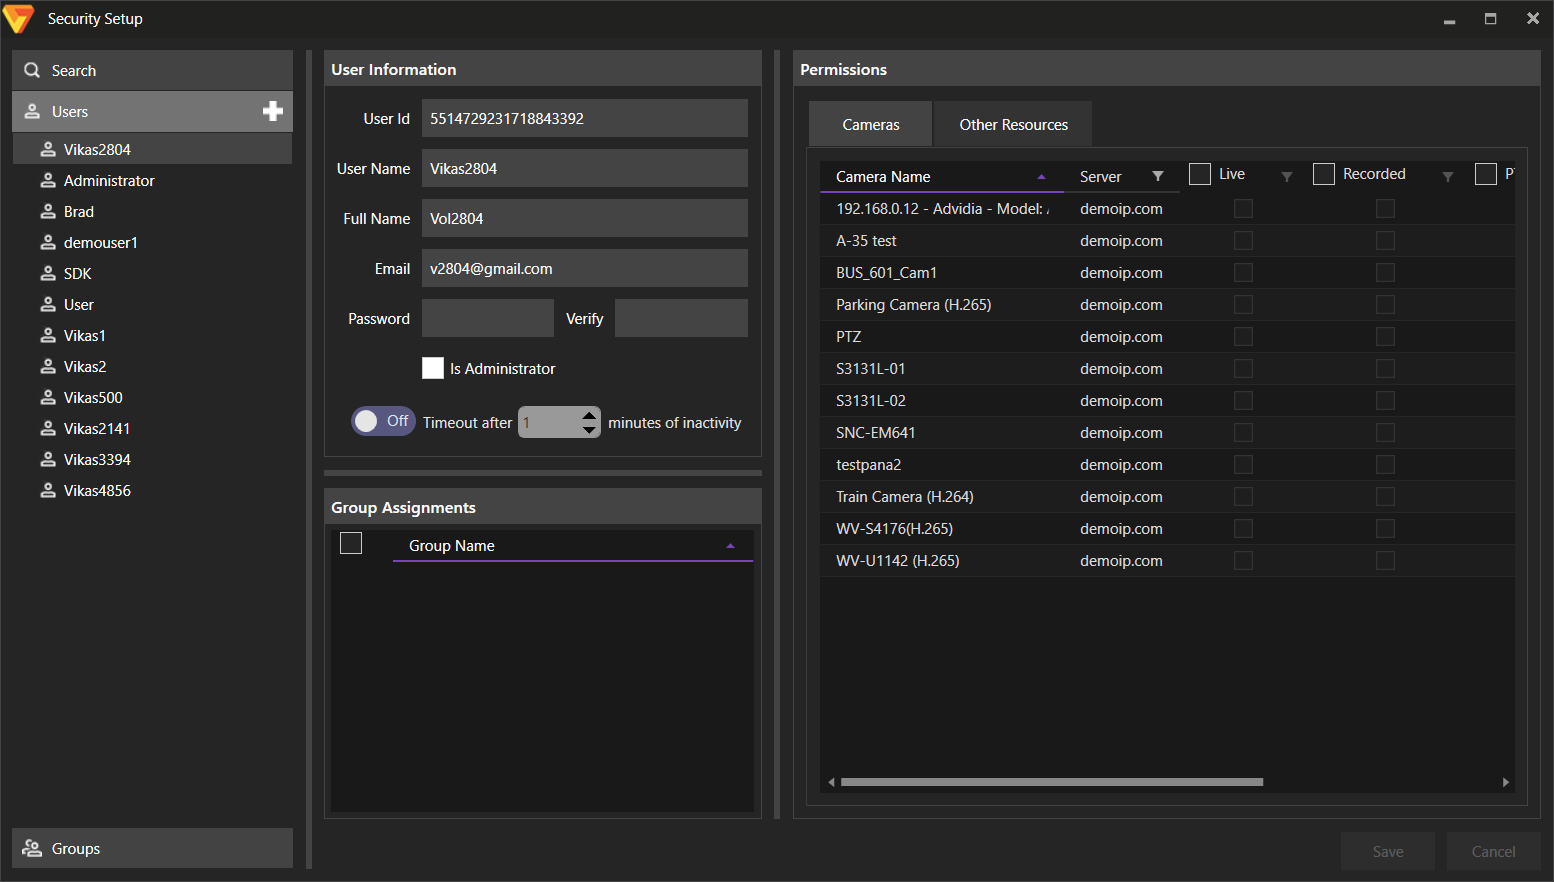 Security Setup
Search
Users
Vikas2804
Administrator
Brad
demouser1
SDK
User
Vikas1
Vikas2
Vikas500
Vikas2141
Vikas3394
Vikas4856
Groups
User Information
User Id 5514729231718843392
User Name Vikas2804
Full Name Vol2804
Email v2804@gmail.com
Password Verify
Is Administrator
Off Timeout after 1 minutes of inactivity
Group Assignments
Group Name
Permissions
Cameras Other Resources
Camera Name Server Live Recorded
192.168.0.12 - Advidia - Model: demoip.com
A-35 test demoip.com
BUS_601_Cam1 demoip.com
Parking Camera (H.265) demoip.com
PTZ demoip.com
S3131L-01 demoip.com
S3131L-02 demoip.com
SNC-EM641 demoip.com
testpana2 demoip.com
Train Camera (H.264) demoip.com
WV-S4176(H.265) demoip.com
WV-U1142 (H.265) demoip.com
Save Cancel